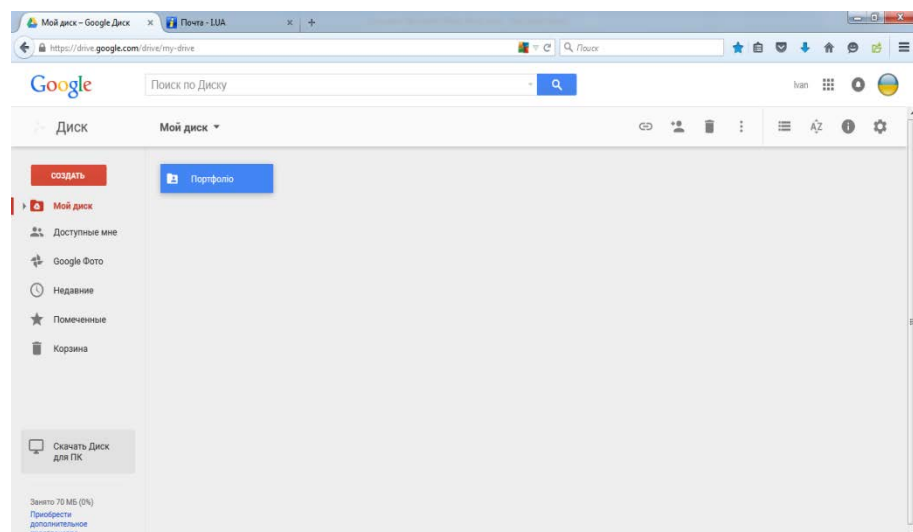 Мой диск – Google Диск
Почта - I.UA
https://drive.google.com/drive/my-drive
Поиск
Google
Поиск по Диску
Ivan
Диск
Мой диск
AZ
СОЗДАТЬ
Портфоліо
Мой диск
Доступные мне
Google Фото
Недавние
Помеченные
Корзина
Скачать Диск
для ПК
Занято 70 МБ (0%)
Приобрести
дополнительное